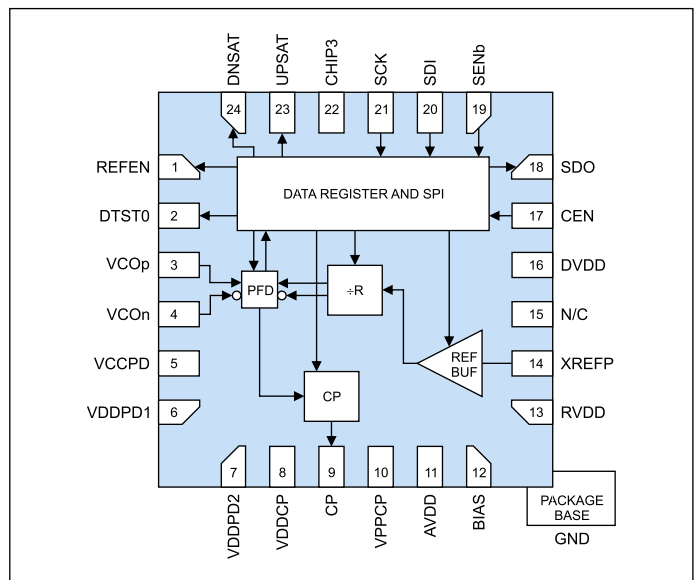 DNSAT
UPSAT
CHIP3
SCK
SDI
SENb
24
23
22
21
20
19
REFEN
1
18
SDO
DATA REGISTER AND SPI
DTST0
2
17
CEN
VCOp
3
16
DVDD
PFD
÷R
VCOn
4
15
N/C
VCCPD
5
REF
BUF
14
XREFP
CP
VDDPD1
6
13
RVDD
7
8
9
10
11
12
VDDPD2
VDDCP
CP
VPPCP
AVDD
BIAS
PACKAGE
BASE
GND